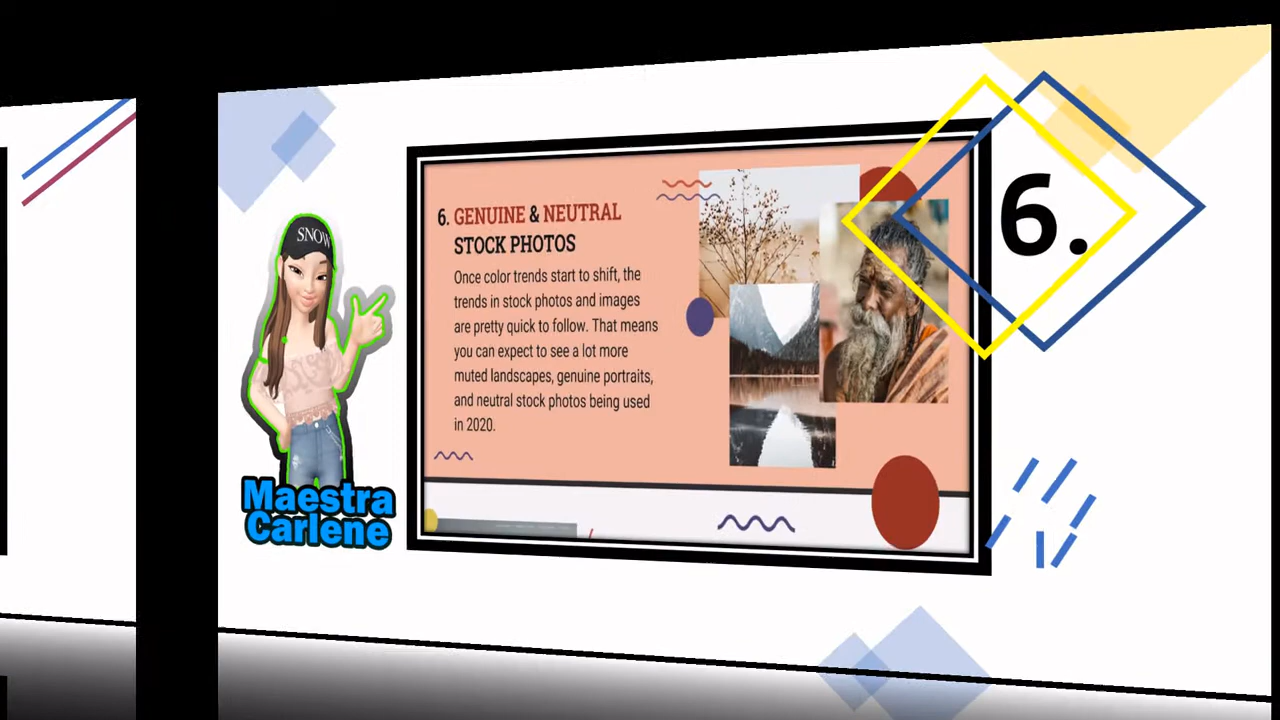 SNOW
Maestra
Carlene
6. GENUINE & NEUTRAL
STOCK PHOTOS
Once color trends start to shift, the
trends in stock photos and images
are pretty quick to follow. That means
you can expect to see a lot more
muted landscapes, genuine portraits,
and neutral stock photos being used
in 2020.
6.